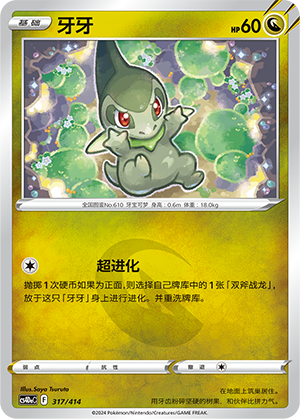 基础 牙牙 HP60
全国图鉴No.610 牙宝可梦 身高：0.6m 体重：18.0kg
超进化
抛掷1次硬币如果为正面，则选择自己牌库中的1张「双斧战龙」，
放于这只「牙牙」身上进行进化，并重洗牌库。
弱点 抵抗力 撤退
Illus.Saya Tsuruta
F 317/414
在地面上筑巢居住。
用牙齿粉碎坚硬的树果，和伙伴比拼力气。
©2024 Pokémon/Nintendo/Creatures/GAME FREAK.